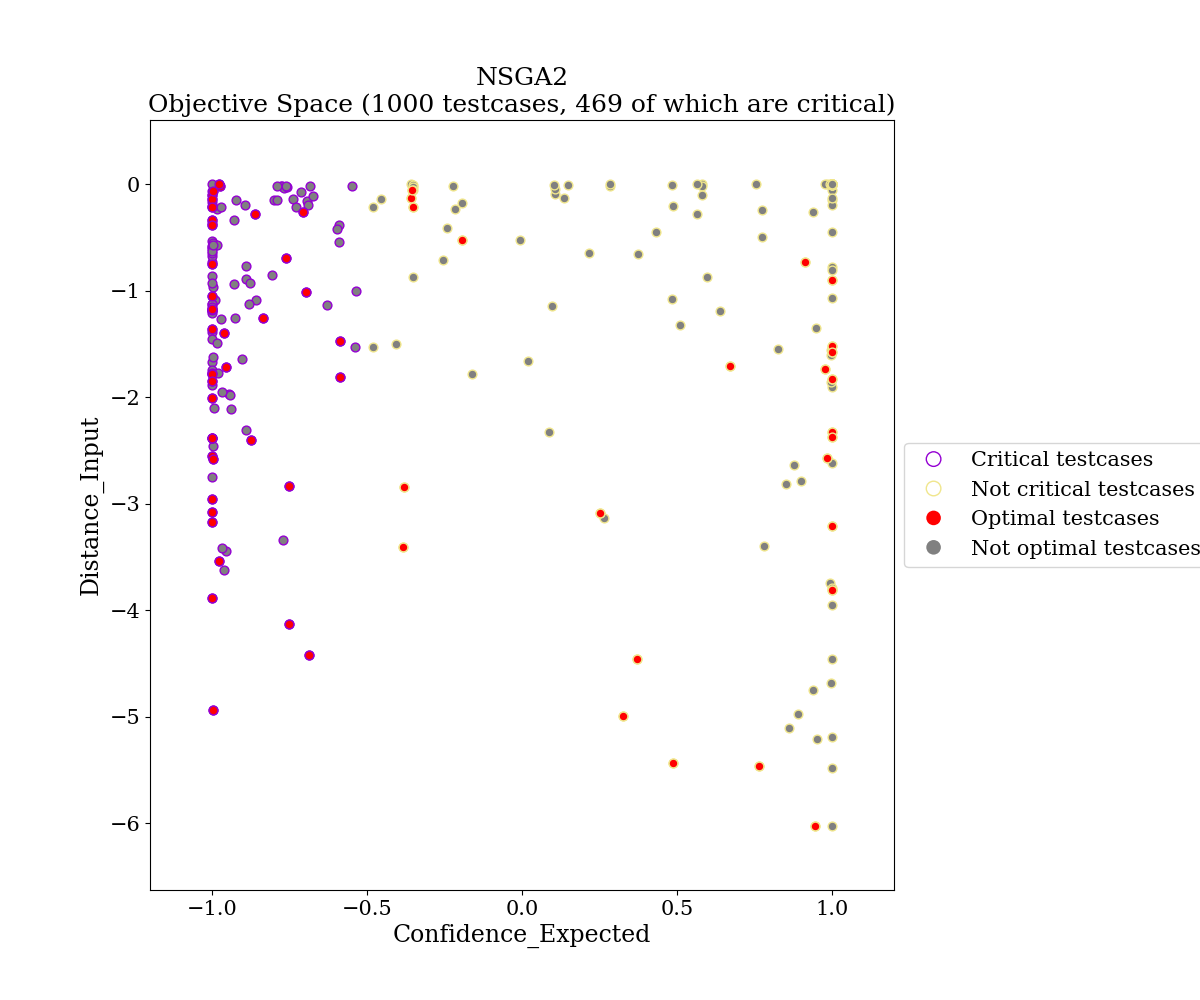 NSGA2
Objective Space (1000 testcases, 469 of which are critical)
0
−1
−2
−3
−4
−5
−6
Distance_Input
−1.0
−0.5
0.0
0.5
1.0
Confidence_Expected
Critical testcases
Not critical testcases
Optimal testcases
Not optimal testcases